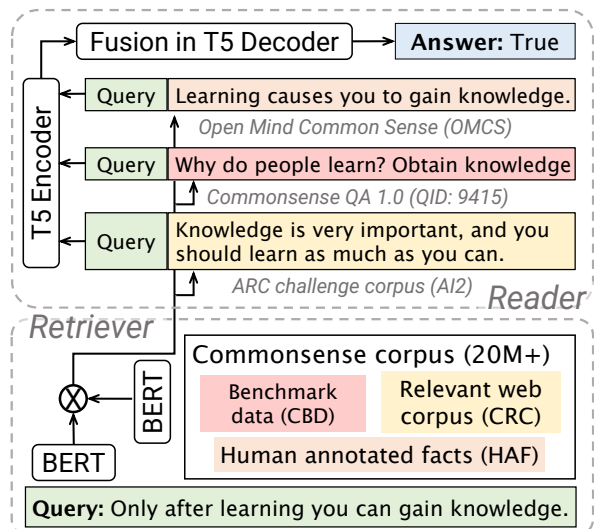 Fusion in T5 Decoder
Answer: True
T5 Encoder
Query
Learning causes you to gain knowledge.
Open Mind Common Sense (OMCS)
Query
Why do people learn? Obtain knowledge
Commonsense QA 1.0 (QID: 9415)
Query
Knowledge is very important, and you
should learn as much as you can.
ARC challenge corpus (AI2)
Reader
Retriever
BERT
BERT
Commonsense corpus (20M+)
Benchmark
data (CBD)
Relevant web
corpus (CRC)
Human annotated facts (HAF)
Query: Only after learning you can gain knowledge.